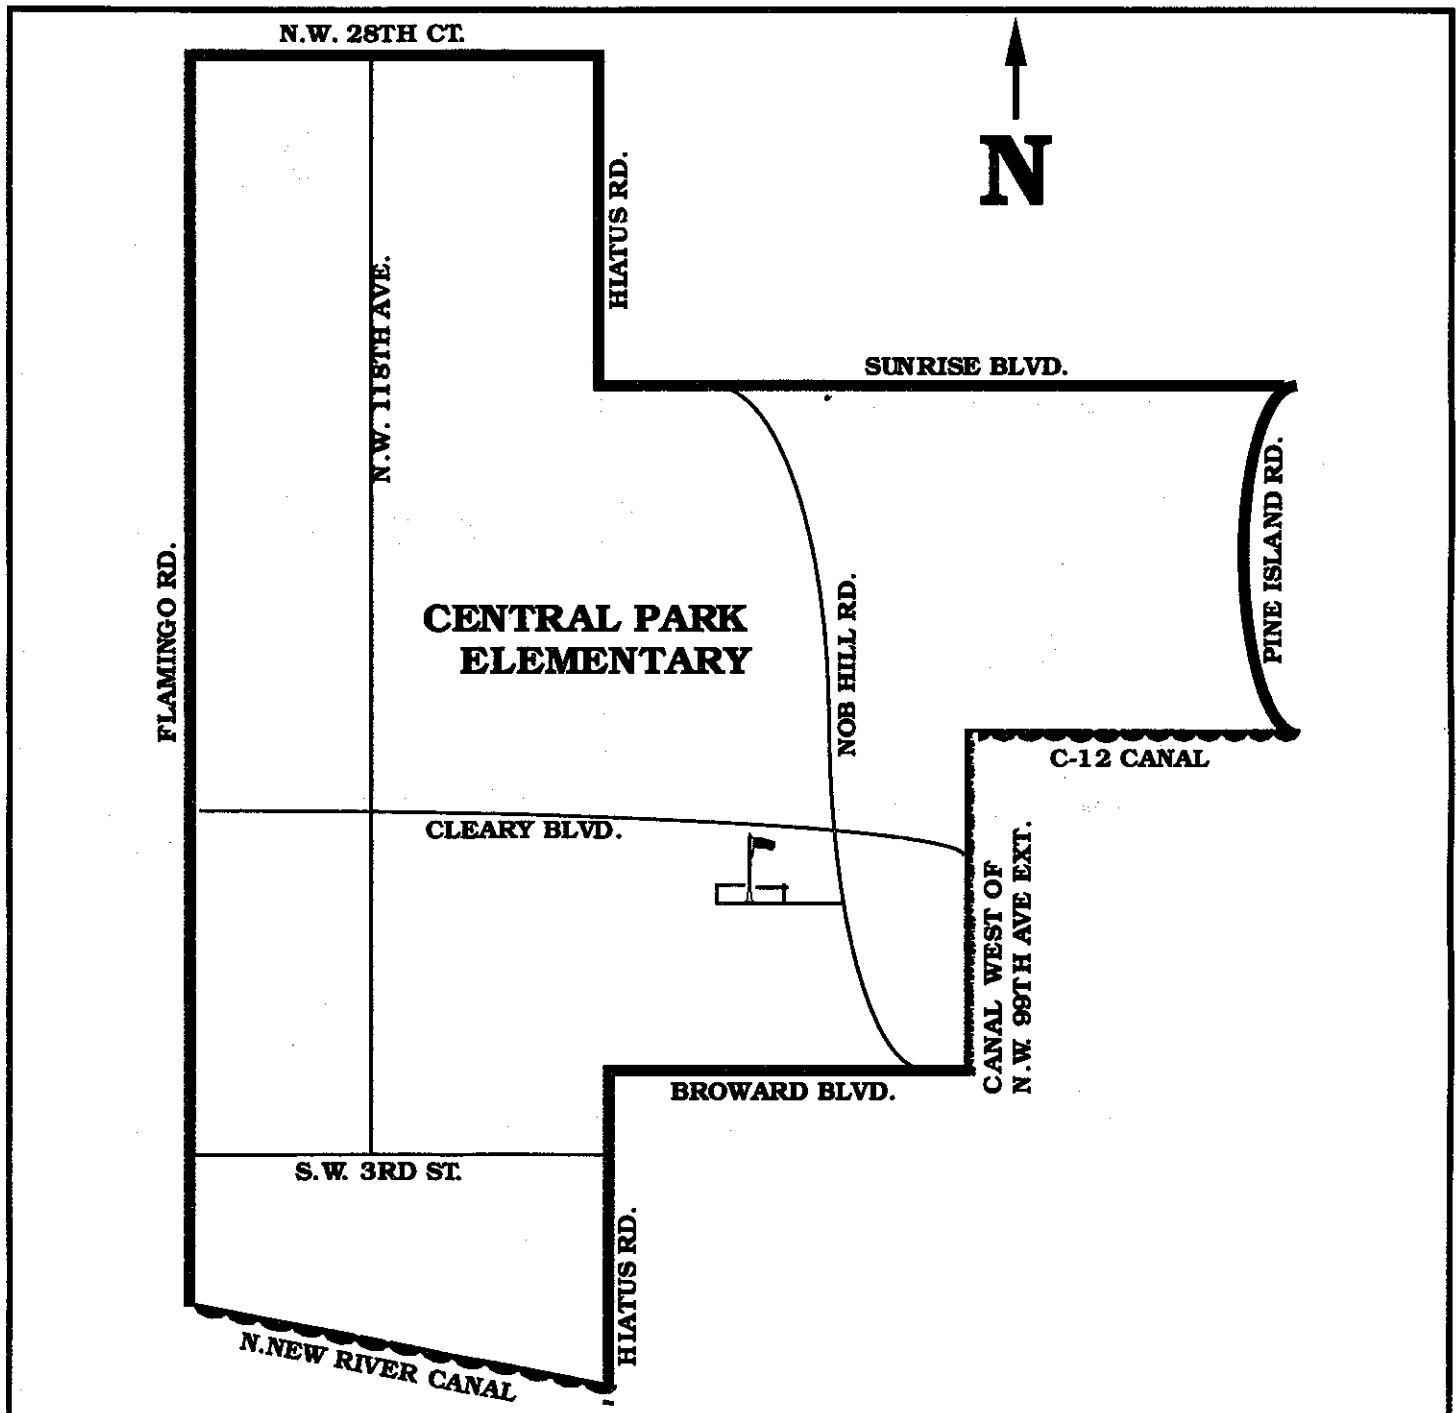 N.W. 28TH CT.
N
HIATUS RD.
N.W. 118TH AVE.
SUNRISE BLVD.
PINE ISLAND RD.
FLAMINGO RD.
CENTRAL PARK
ELEMENTARY
NOB HILL RD.
C-12 CANAL
CLEARY BLVD.
CANAL WEST OF
N.W. 99TH AVE EXT.
BROWARD BLVD.
S.W. 3RD ST.
HIATUS RD.
N.NEW RIVER CANAL